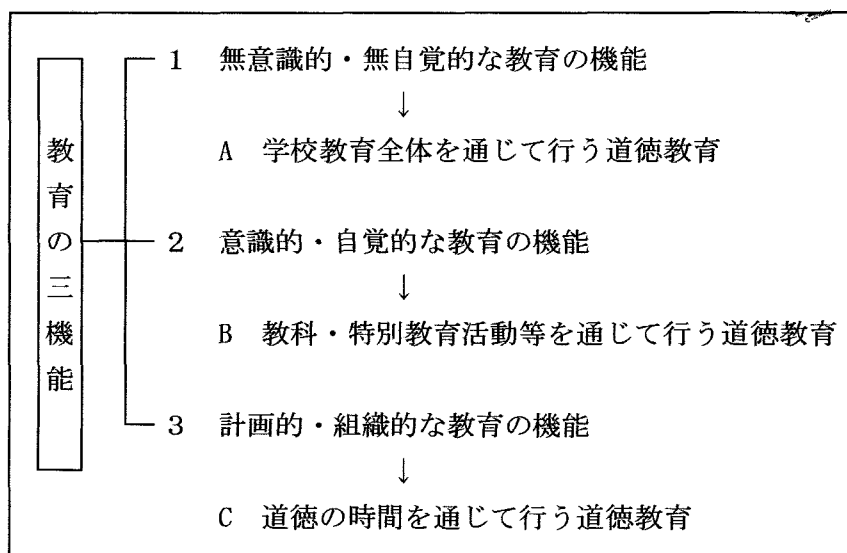 教育の三機能
1 無意識的・無自覚的な教育の機能
↓
A 学校教育全体を通じて行う道徳教育
2 意識的・自覚的な教育の機能
↓
B 教科・特別教育活動等を通じて行う道徳教育
3 計画的・組織的な教育の機能
↓
C 道徳の時間を通じて行う道徳教育